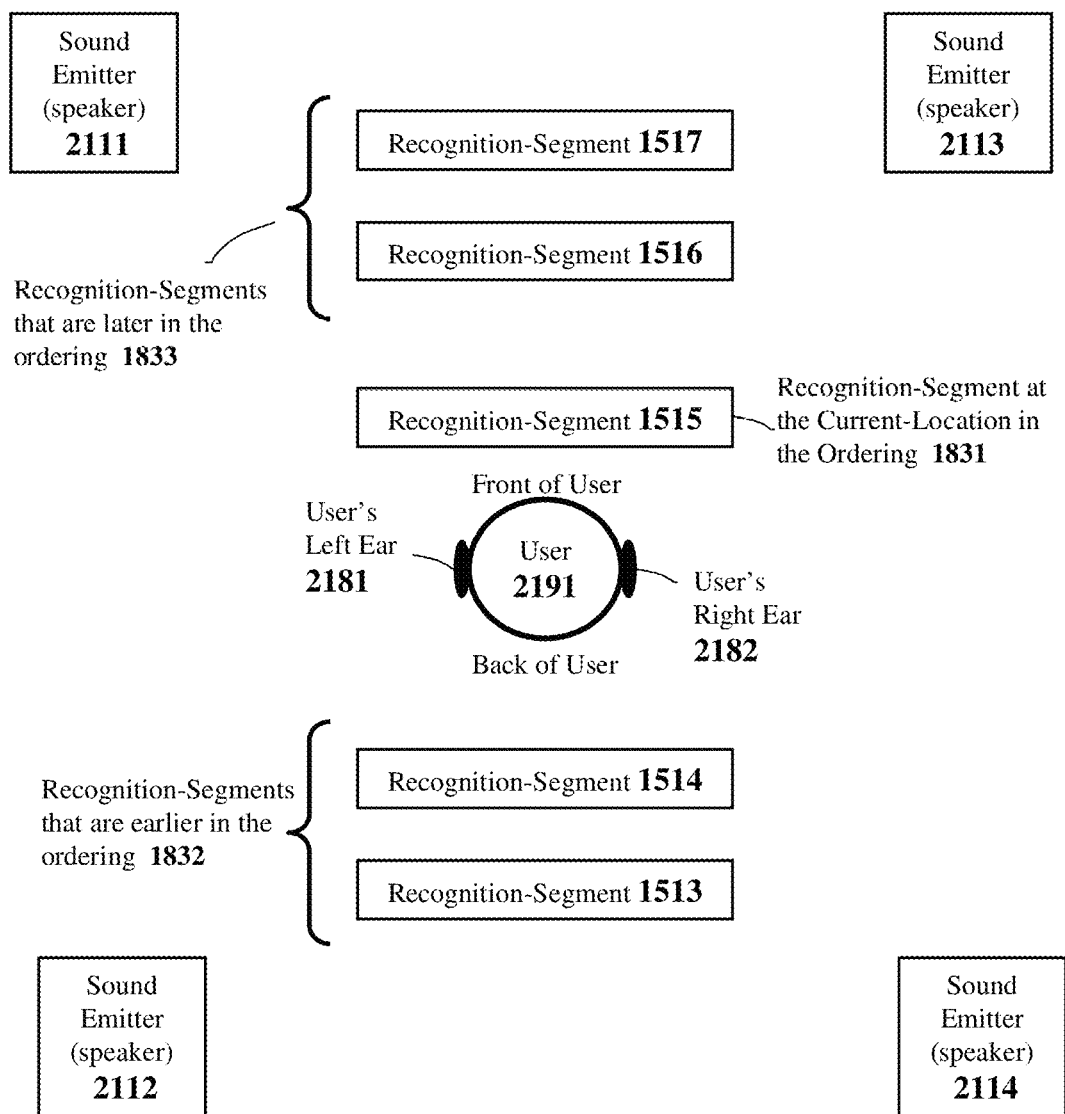 Sound
Emitter
(speaker)
2111
Sound
Emitter
(speaker)
2113
Recognition-Segment 1517
Recognition-Segment 1516
Recognition-Segments
that are later in the
ordering 1833
Recognition-Segment 1515
Recognition-Segment at
the Current-Location in
the Ordering 1831
Front of User
User's
Left Ear
2181
User
2191
User's
Right Ear
2182
Back of User
Recognition-Segment 1514
Recognition-Segments
that are earlier in the
ordering 1832
Recognition-Segment 1513
Sound
Emitter
(speaker)
2112
Sound
Emitter
(speaker)
2114